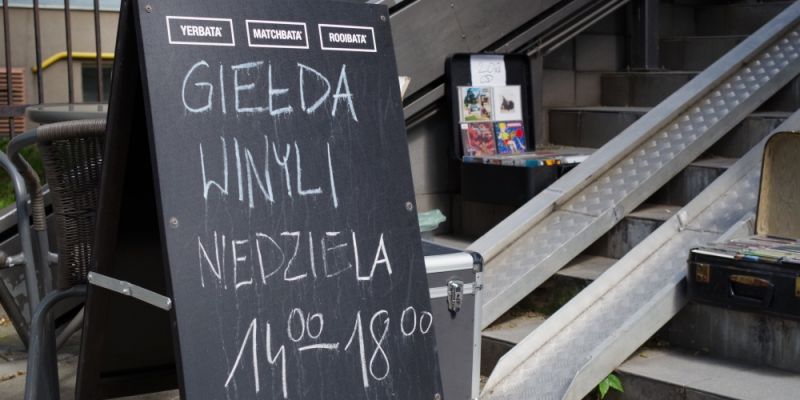 YERBATA MATCHBATA ROOIBATA
GIEŁDA
WINYLI
NIEDZIELA
14⁰⁰ – 18⁰⁰